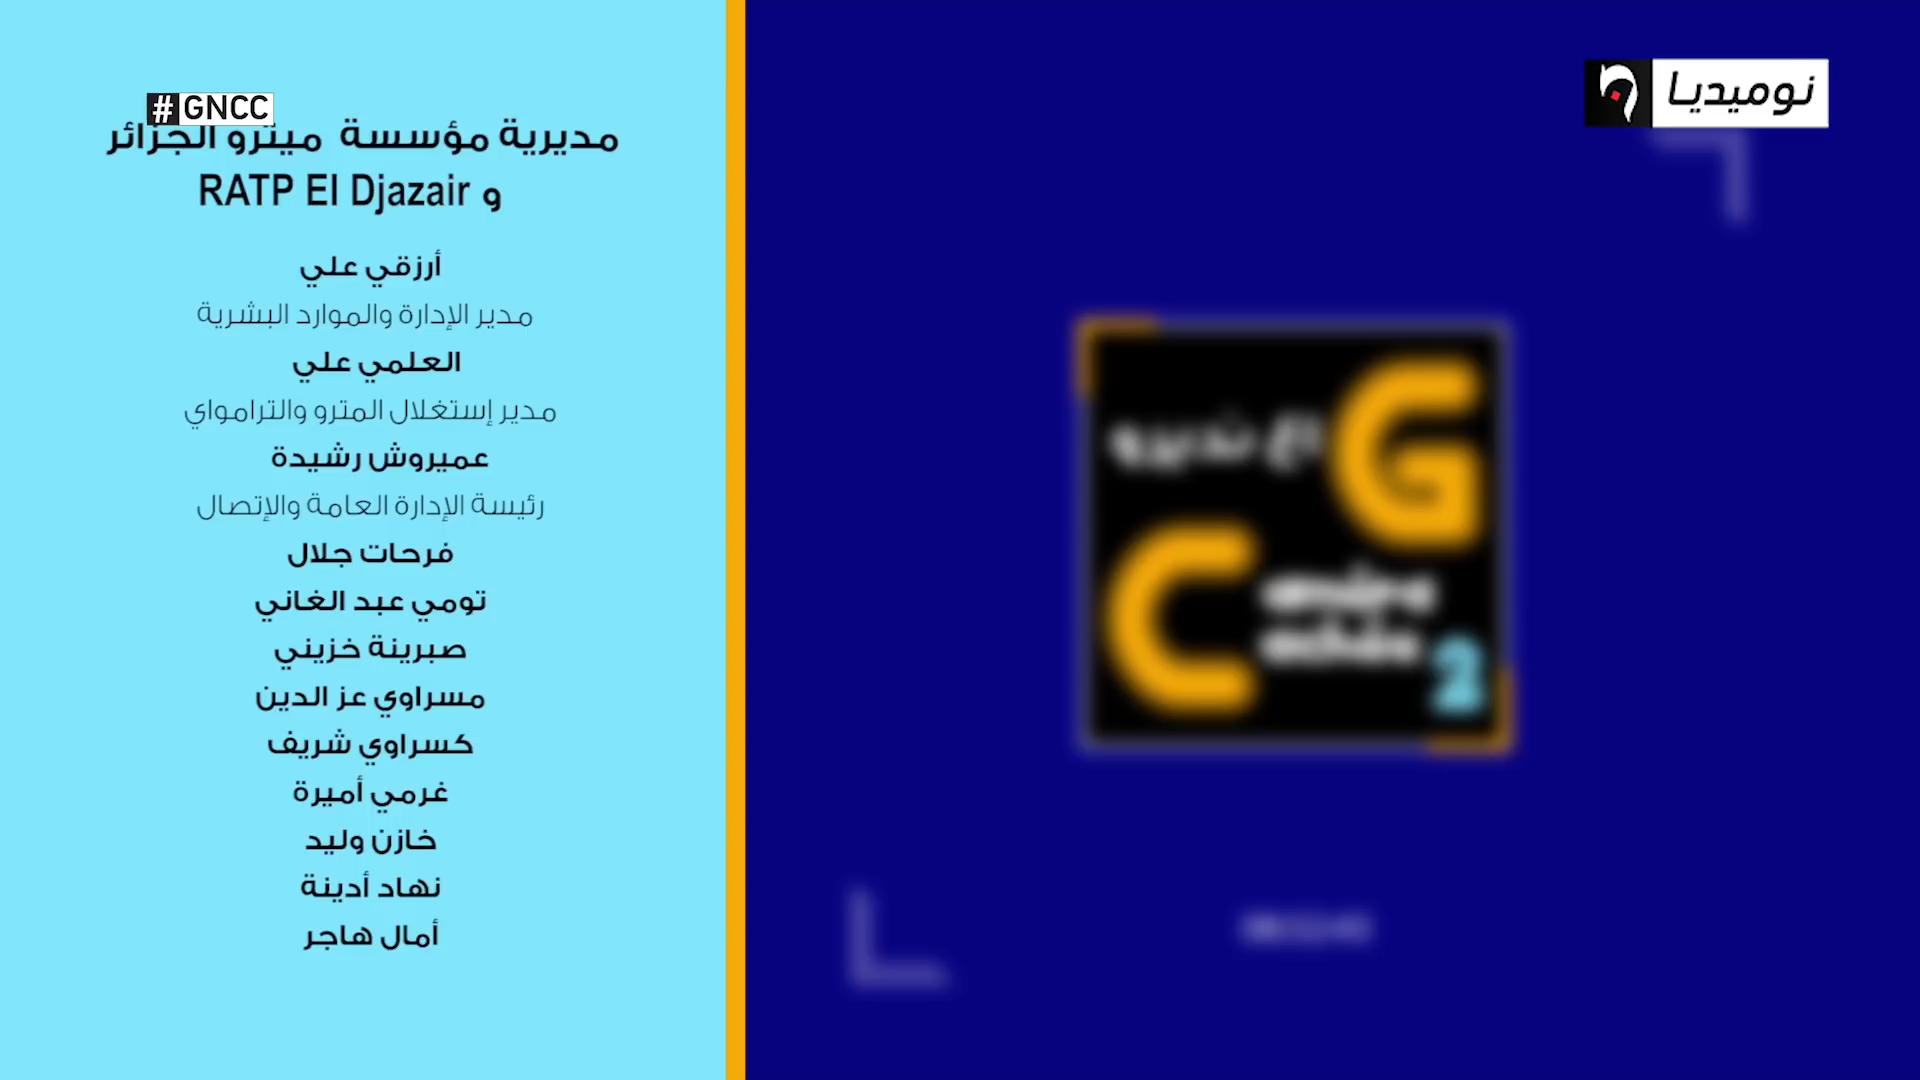 #GNCC
مديرية مؤسسة ميترو الجزائر
و RATP El Djazair
أرزقي علي
مدير الإدارة والموارد البشرية
العلمي علي
مدير إستغلال المترو والترامواي
عميروش رشيدة
رئيسة الإدارة العامة والإتصال
فرحات جلال
تومي عبد الغاني
صبرينة خزيني
مسراوي عز الدين
كسراوي شريف
غرمي أميرة
خازن وليد
نهاد أدينة
أمال هاجر
نوميديا
G
C
2